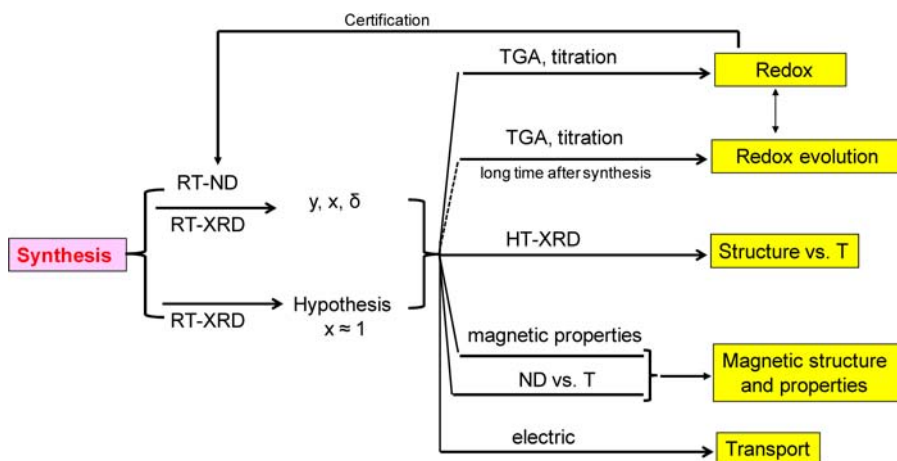 Certification
TGA, titration
Redox
TGA, titration
long time after synthesis
Redox evolution
RT-ND
RT-XRD
y, x, δ
Synthesis
HT-XRD
Structure vs. T
RT-XRD
Hypothesis
x ≈ 1
magnetic properties
ND vs. T
Magnetic structure
and properties
electric
Transport